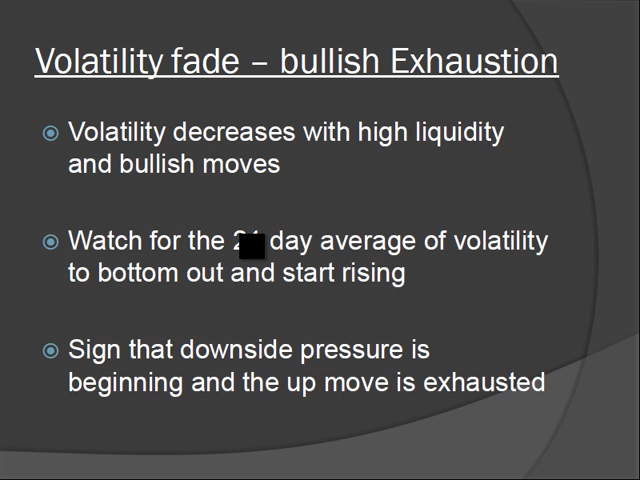 Volatility fade – bullish Exhaustion
Volatility decreases with high liquidity
and bullish moves
Watch for the day average of volatility
to bottom out and start rising
Sign that downside pressure is
beginning and the up move is exhausted